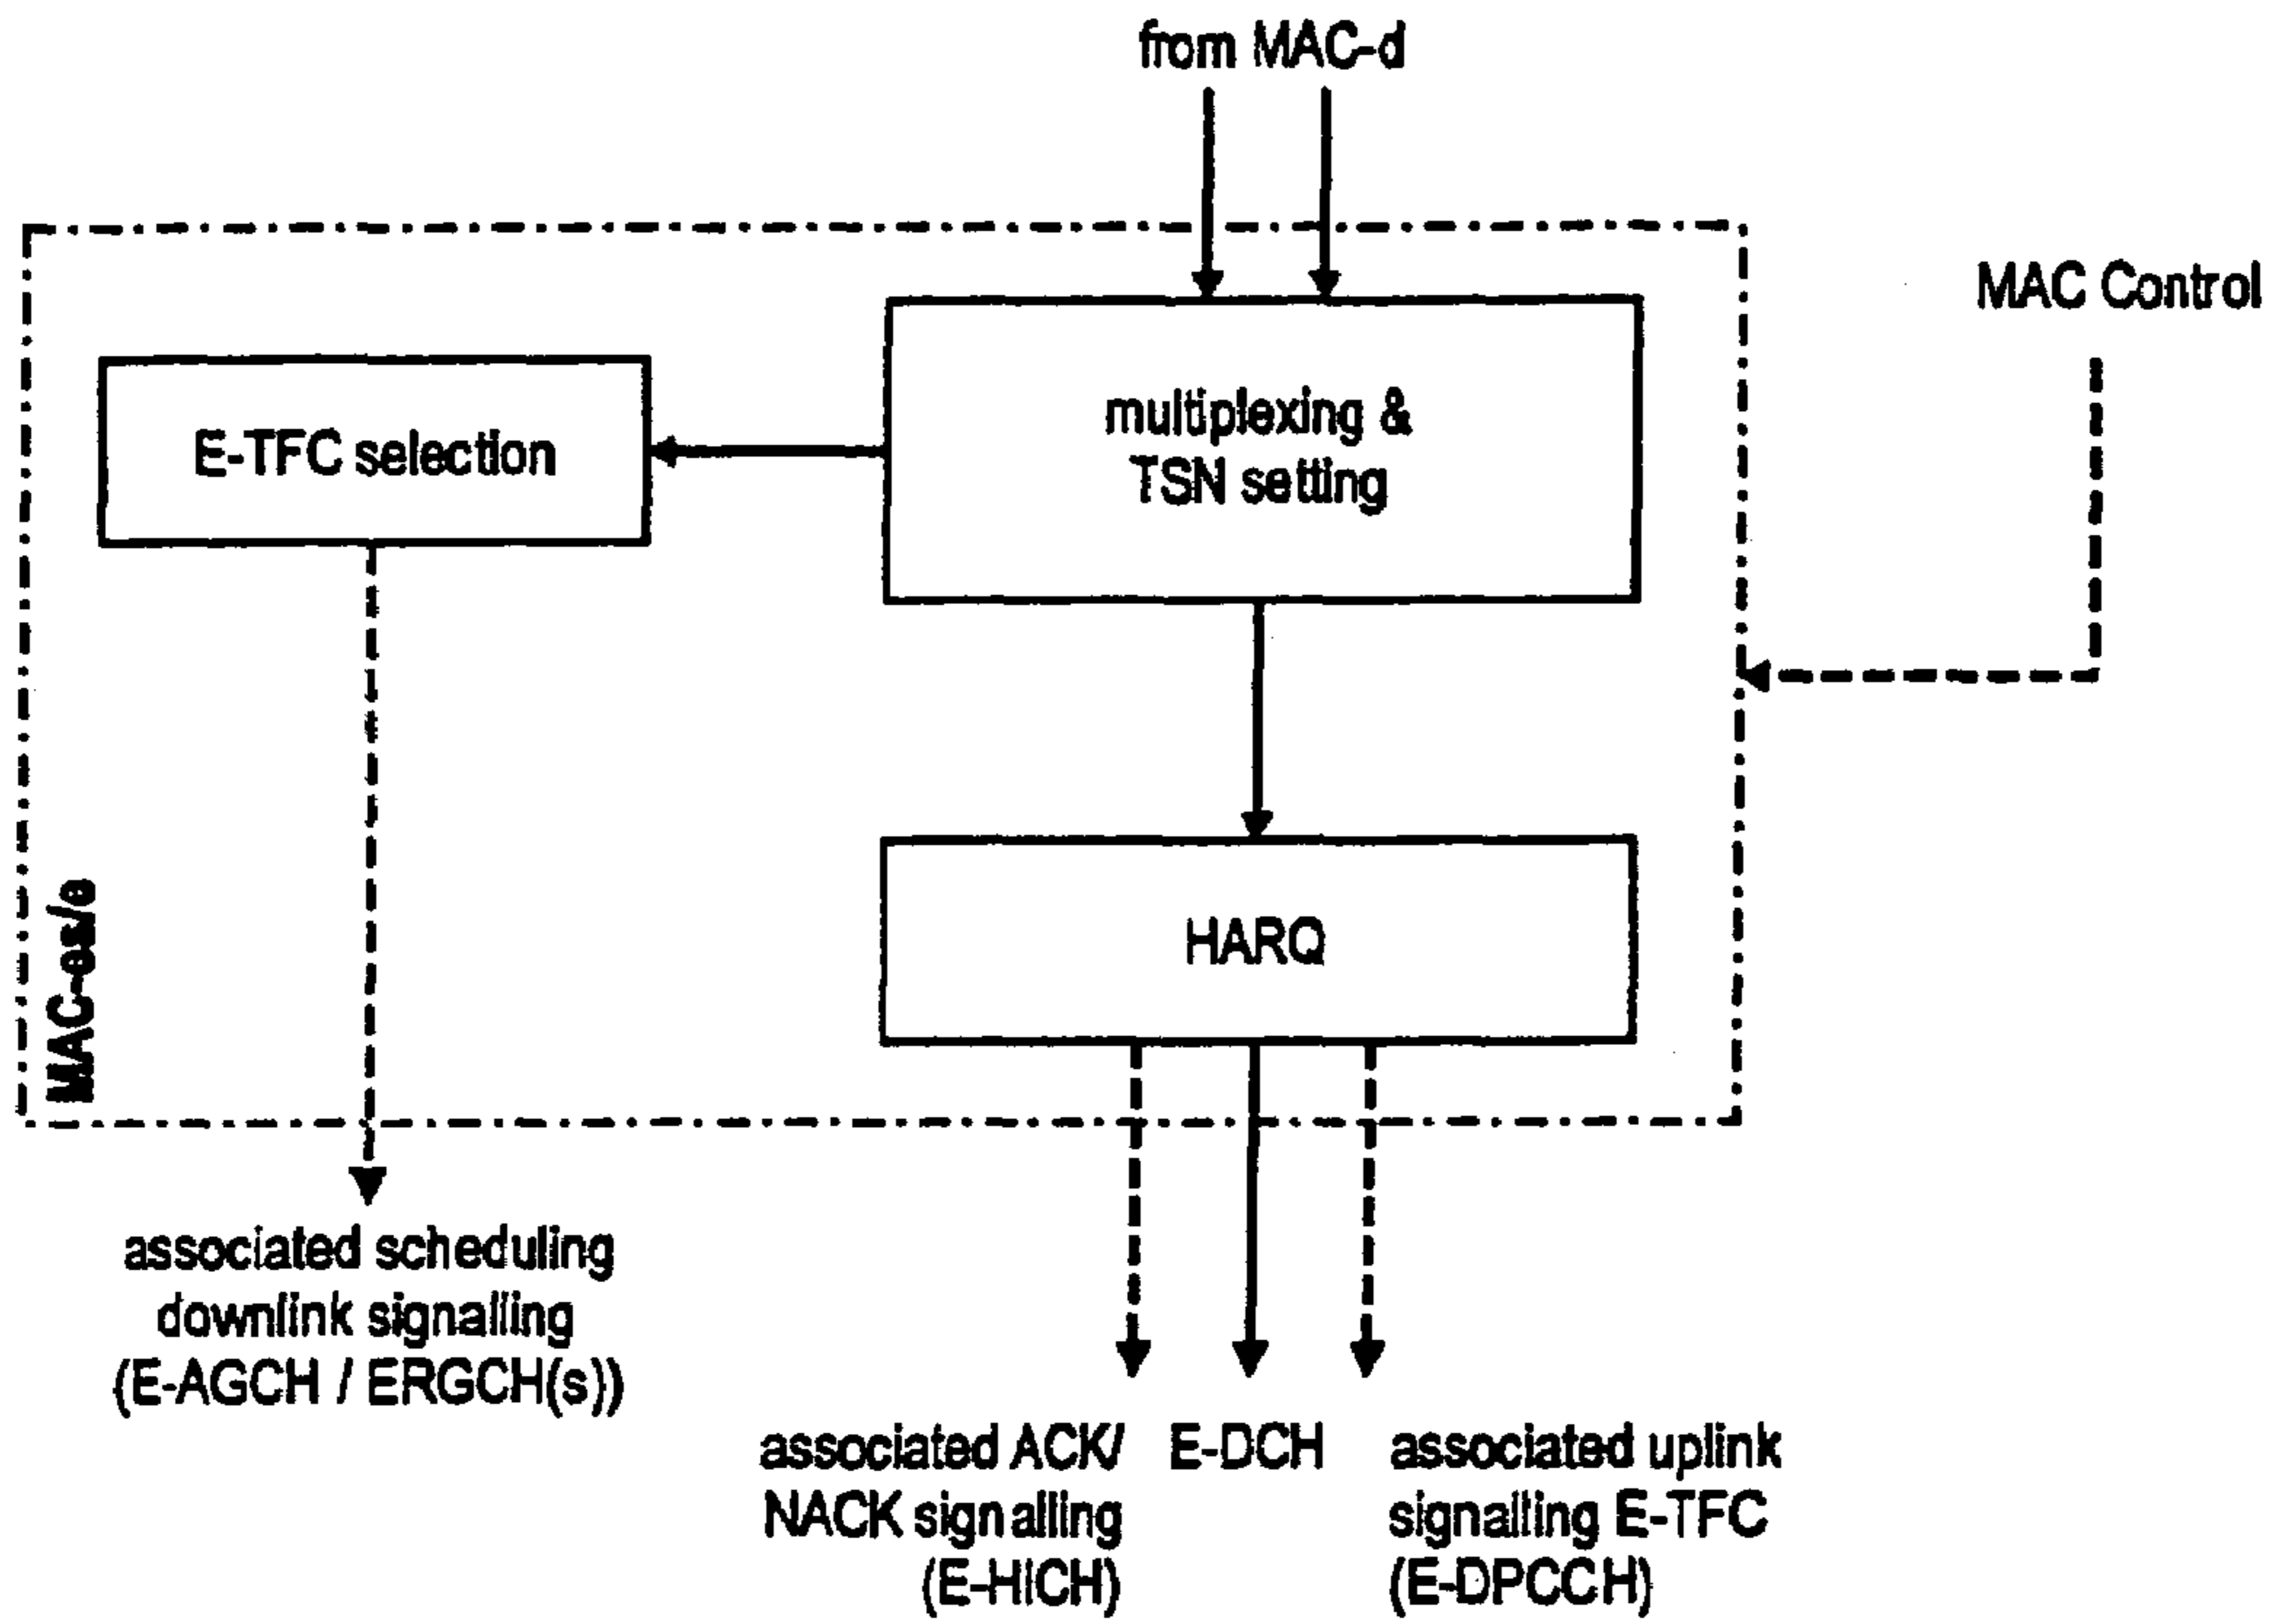 from MAC-d
MAC Control
multiplexing &
TSN setting
E-TFC selection
HARQ
MAC-es/e
associated scheduling
downlink signalling
(E-AGCH / ERGCH(s))
associated ACK/
NACK signalling
(E-HICH)
E-DCH
associated uplink
signalling E-TFC
(E-DPCCH)